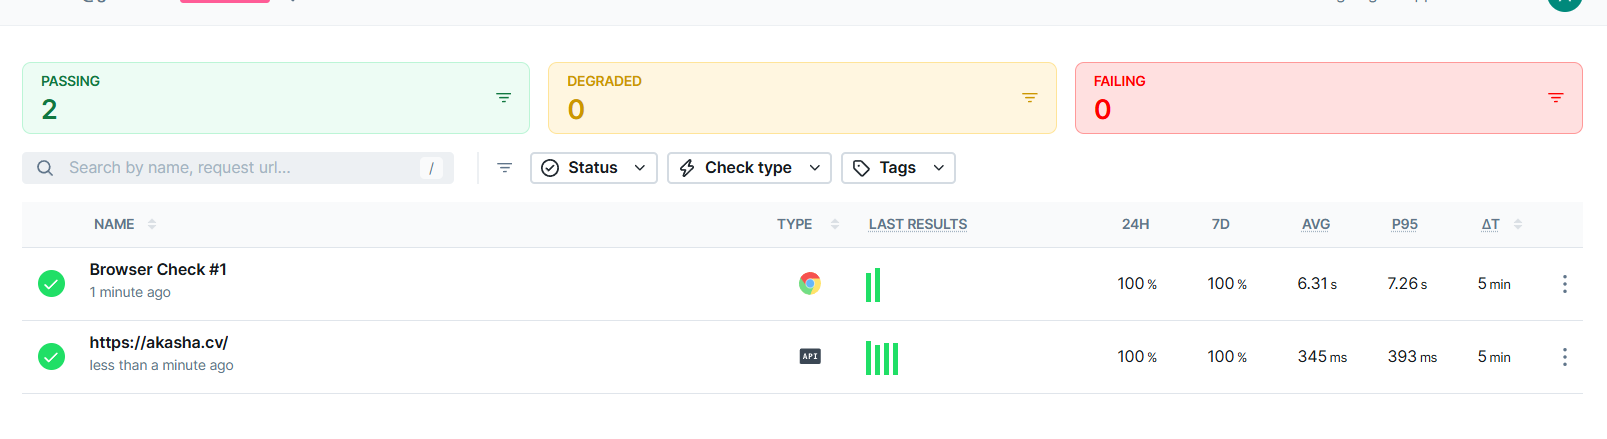 PASSING
2
DEGRADED
0
FAILING
0
Search by name, request url...
/
Status
Check type
Tags
NAME TYPE LAST RESULTS 24H 7D AVG P95 ΔT
Browser Check #1
1 minute ago
100 % 100 % 6.31 s 7.26 s 5 min
https://akasha.cv/
less than a minute ago
API
100 % 100 % 345 ms 393 ms 5 min